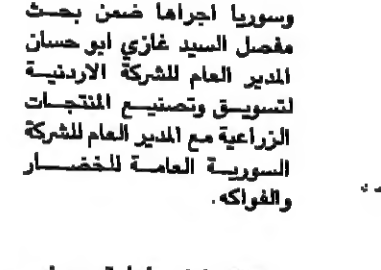 وسوريا اجراها ضمن بحث
مفصل السيد غازي ابو حسان
المدير العام للشركة الاردنية
لتسويق وتصنيع المنتجات
الزراعية مع المدير العام للشركة
السورية العامة للخضار
والفواكه.